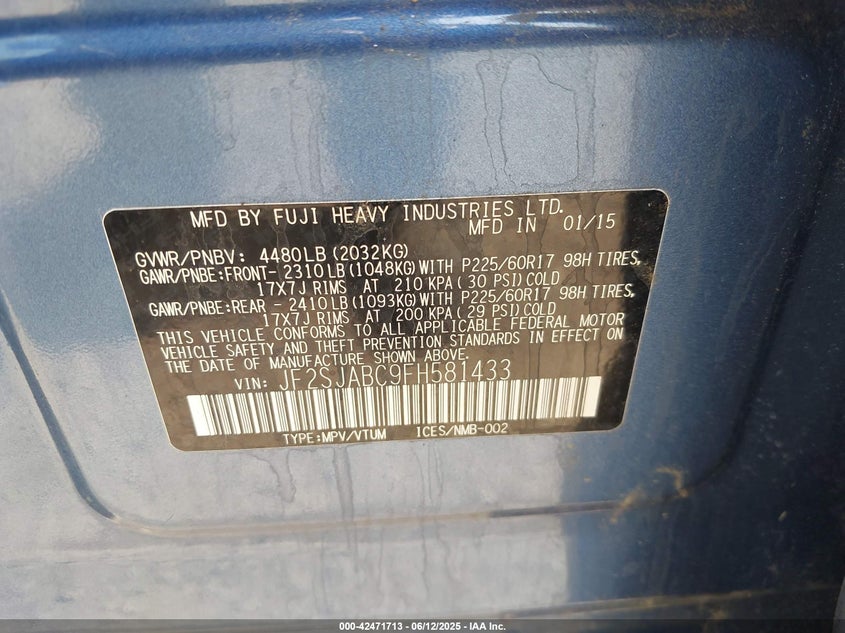 MFD BY FUJI HEAVY INDUSTRIES LTD.
MFD IN 01/15
GVWR/PNBV: 4480LB (2032KG)
GAWR/PNBE:FRONT- 2310LB(1048KG)WITH P225/60R17 98H TIRES,
17X7J RIMS AT 210 KPA( 30 PSI)COLD
GAWR/PNBE:REAR - 2410LB(1093KG)WITH P225/60R17 98H TIRES,
17X7J RIMS AT 200 KPA( 29 PSI)COLD
THIS VEHICLE CONFORMS TO ALL APPLICABLE FEDERAL MOTOR
VEHICLE SAFETY AND THEFT PREVENTION STANDARDS IN EFFECT ON
THE DATE OF MANUFACTURE SHOWN ABOVE.
VIN: JF2SJABC9FH581433
TYPE:MPV/VTUM ICES/NMB-002
000-42471713 - 06/12/2025 - IAA Inc.